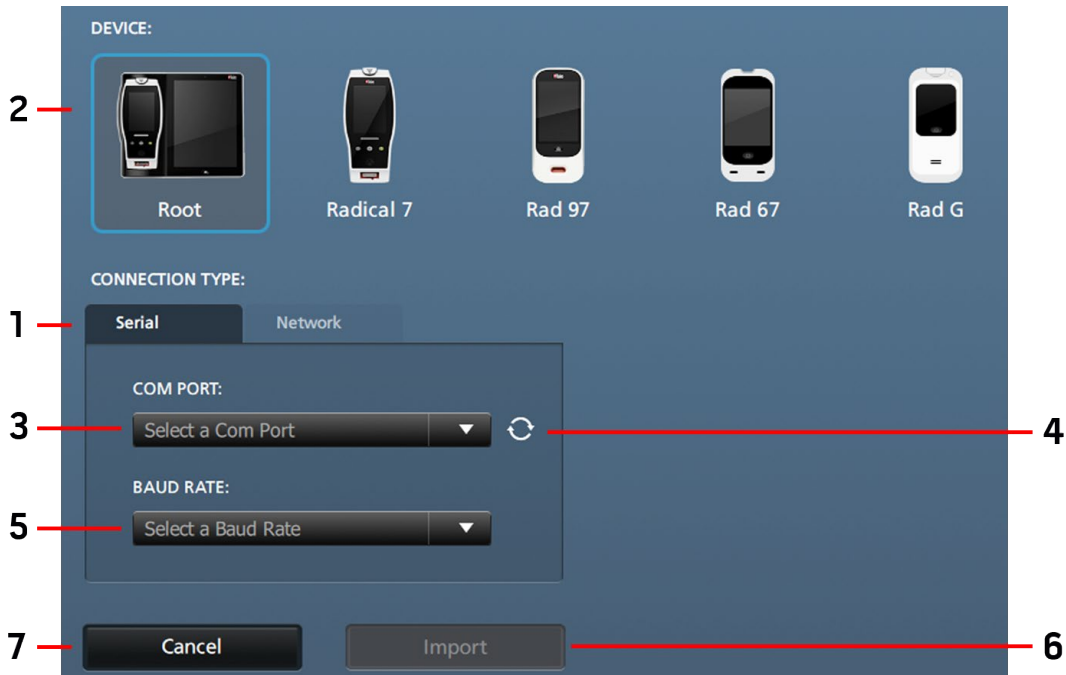 DEVICE:
2
Root
Radical 7
Rad 97
Rad 67
Rad G
CONNECTION TYPE:
1
Serial
Network
COM PORT:
3
Select a Com Port
4
BAUD RATE:
5
Select a Baud Rate
7
Cancel
Import
6